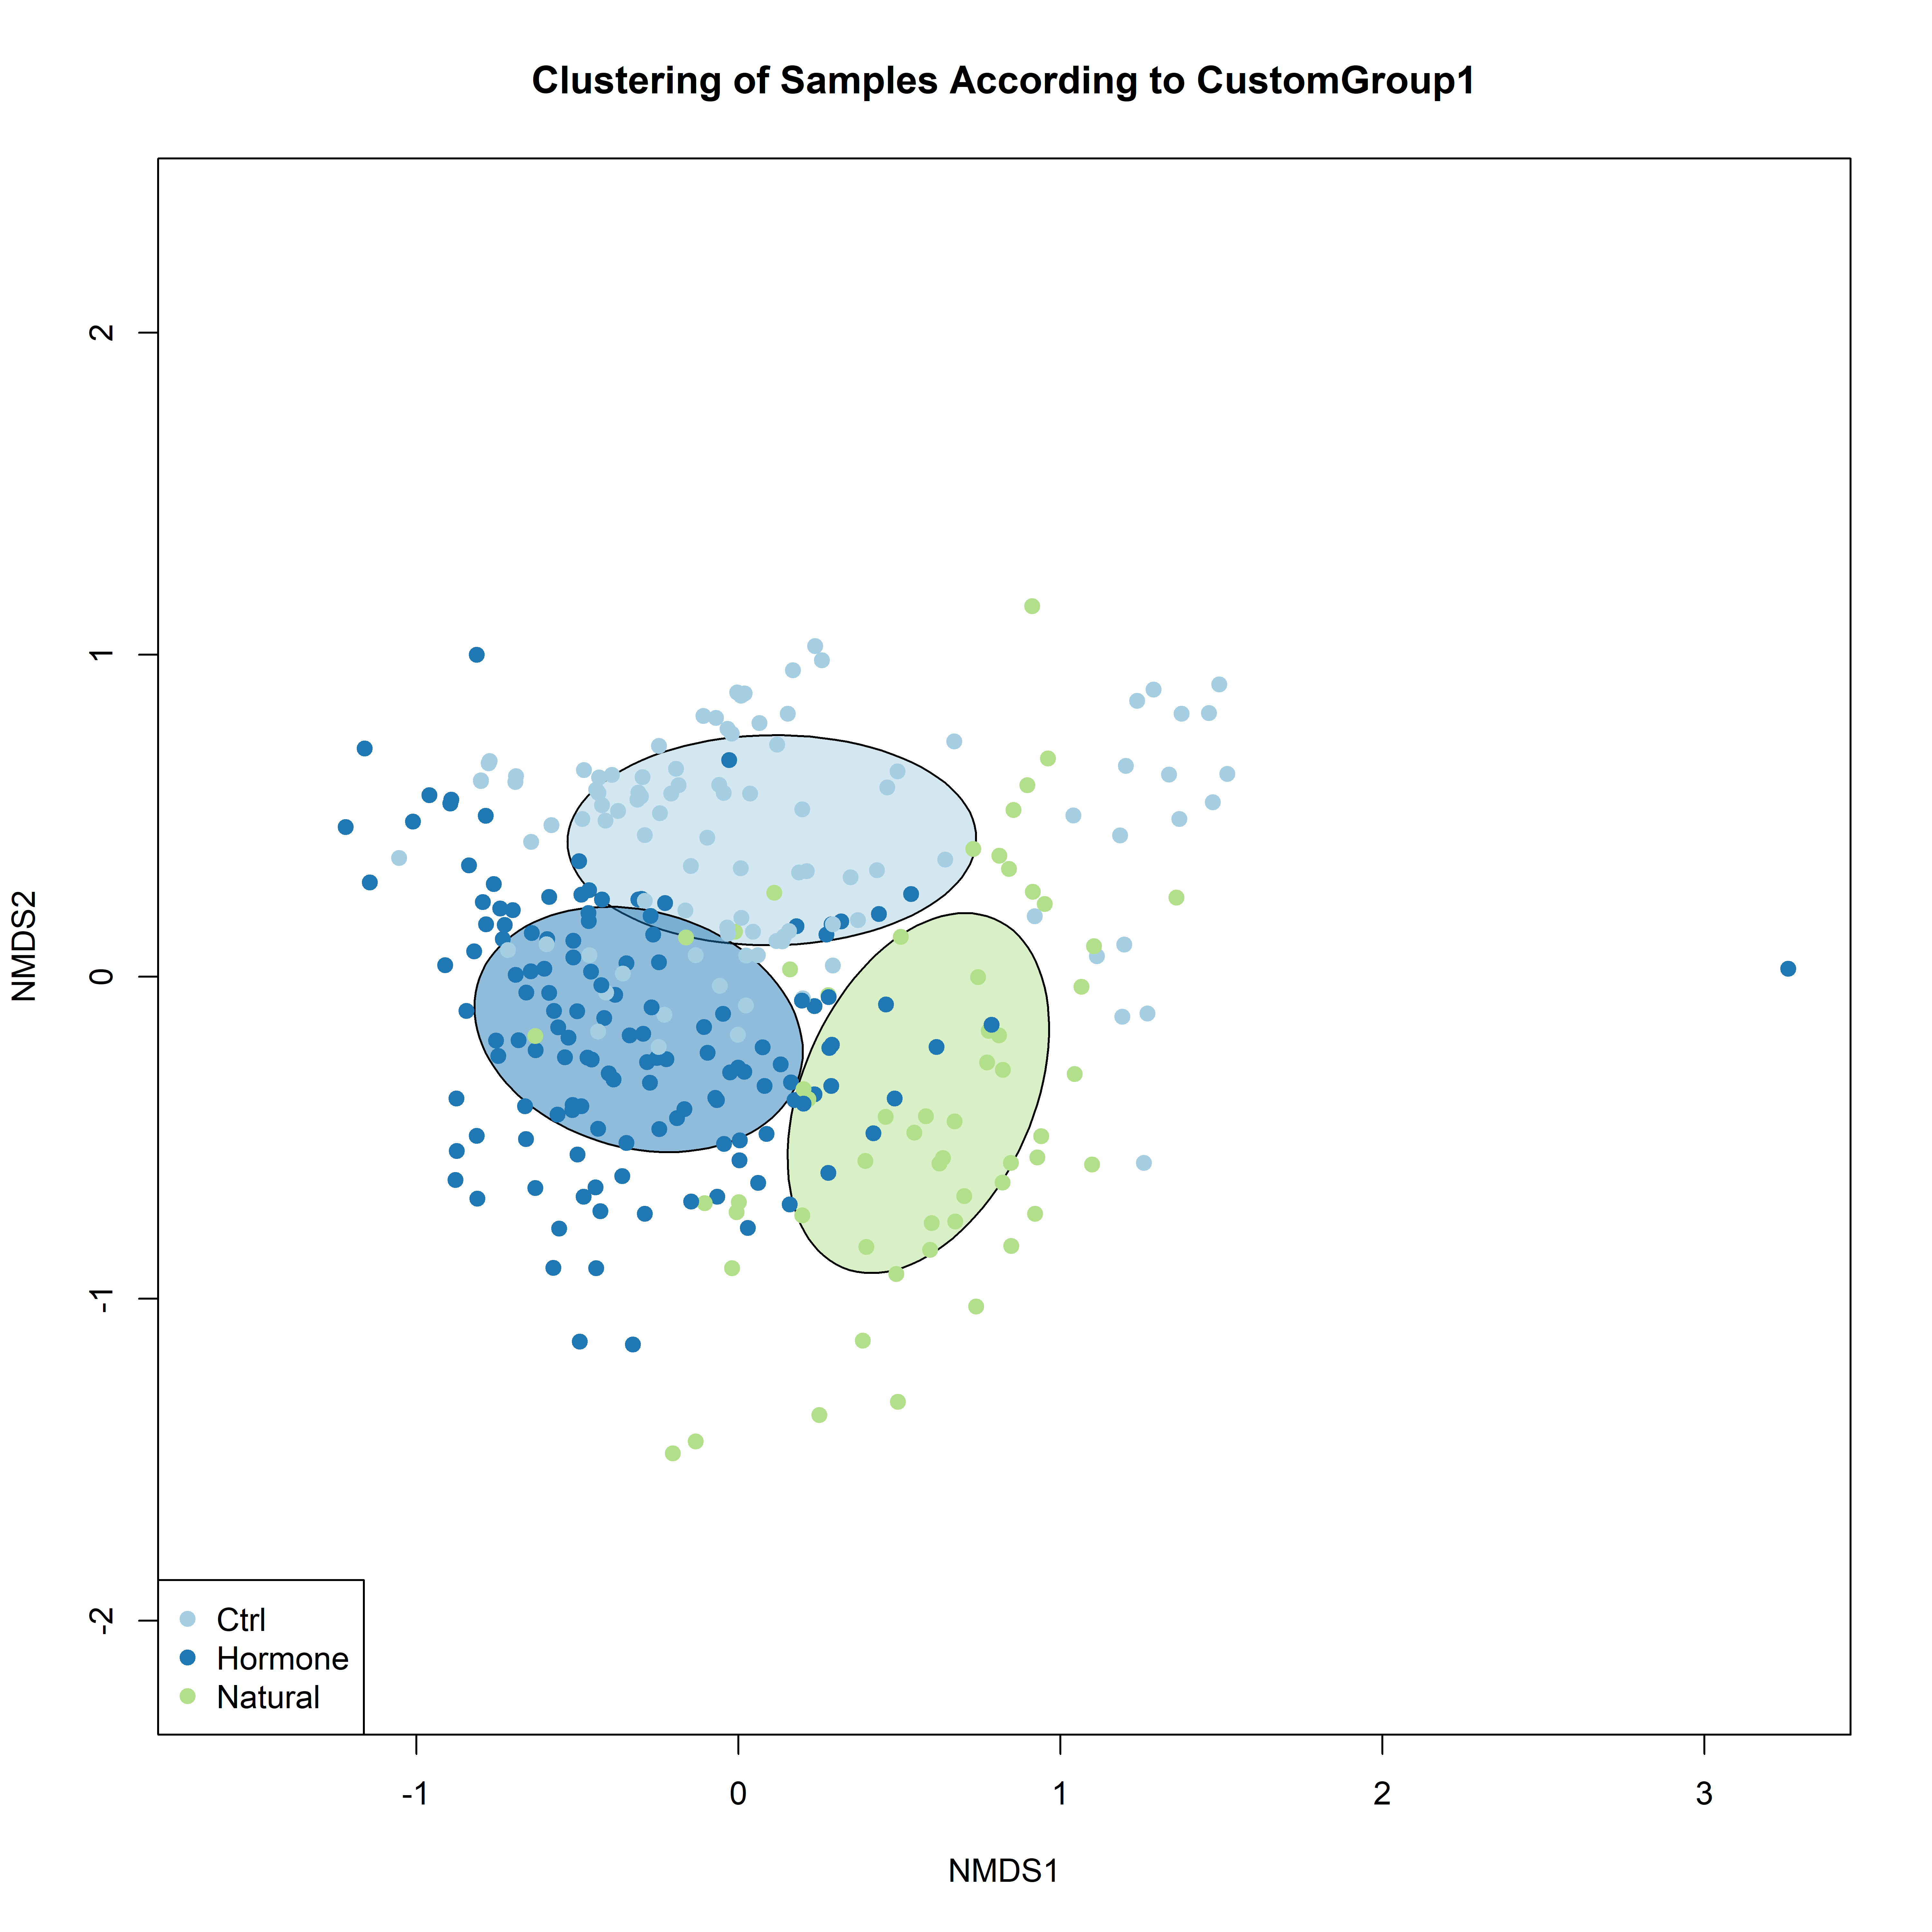 Clustering of Samples According to CustomGroup1
NMDS2
2
1
0
-1
-2
Ctrl
Hormone
Natural
-1
0
1
2
3
NMDS1